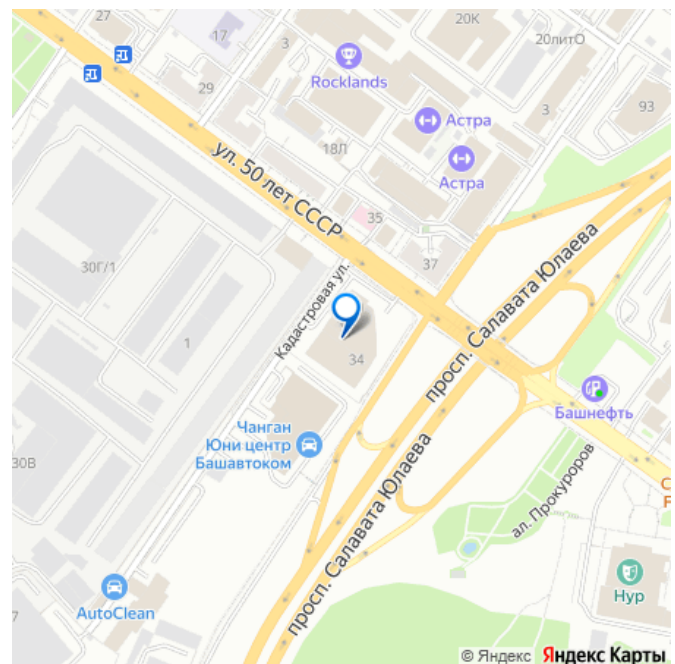 27
20К
20литО
17
3
Rocklands
29
Астра
3
93
18Л
Астра
ул. 50 лет СССР
35
37
30Г/1
Кадастровая ул.
просп. Салавата Юлаева
1
34
Башнефть
Чанган
Юни центр
Башавтоком
30В
просп. Салавата Юлаева
ал. Прокуроров
AutoClean
Нур
7
© Яндекс Яндекс Карты